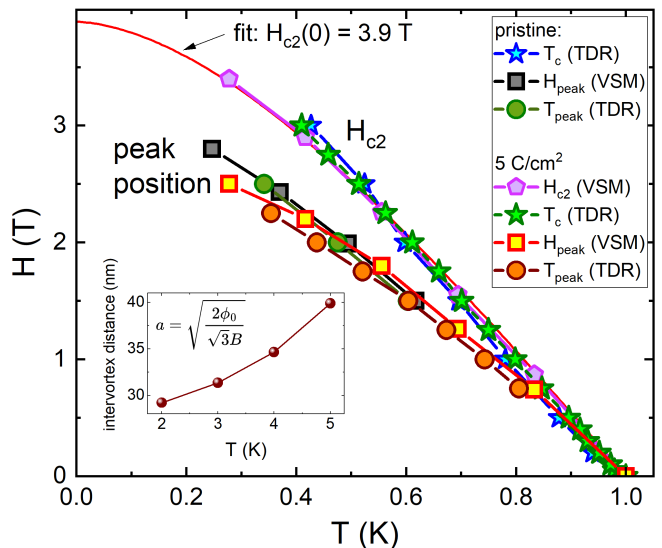 fit: H_c2(0) = 3.9 T
pristine:
T_c (TDR)
H_peak (VSM)
T_peak (TDR)
5 C/cm²
H_c2 (VSM)
T_c (TDR)
H_peak (VSM)
T_peak (TDR)
H_c2
peak
position
H (T)
0
1
2
3
0.0
0.2
0.4
0.6
0.8
1.0
T (K)
intervortex distance (nm)
30
35
40
a = √(2ϕ₀/√3B)
2
3
4
5
T (K)